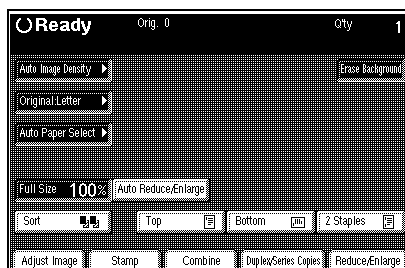 Ready Orig. 0 Q'ty 1
Auto Image Density Erase Background
Original:Letter
Auto Paper Select
Full Size 100% Auto Reduce/Enlarge
Sort Top Bottom 2 Staples
Adjust Image Stamp Combine Duplex/Series Copies Reduce/Enlarge